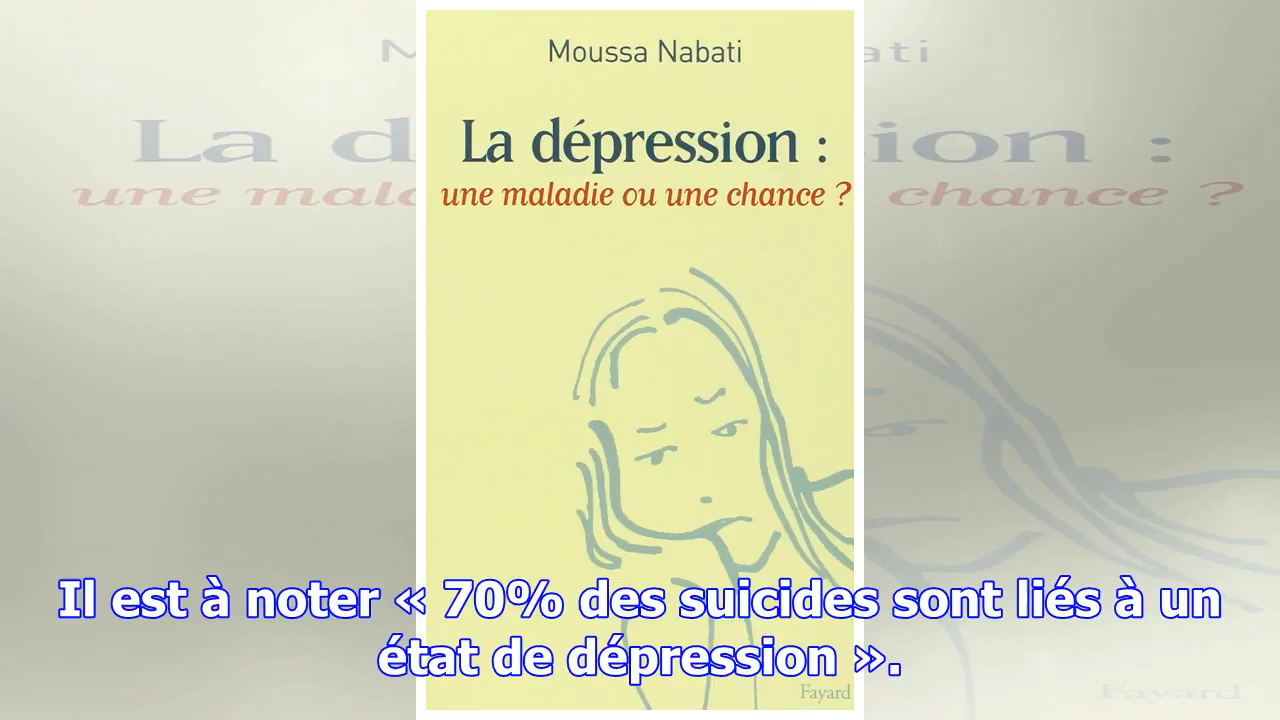 Moussa Nabati
La dépression :
une maladie ou une chance ?
Il est à noter « 70% des suicides sont liés à un
état de dépression ».
Fayard